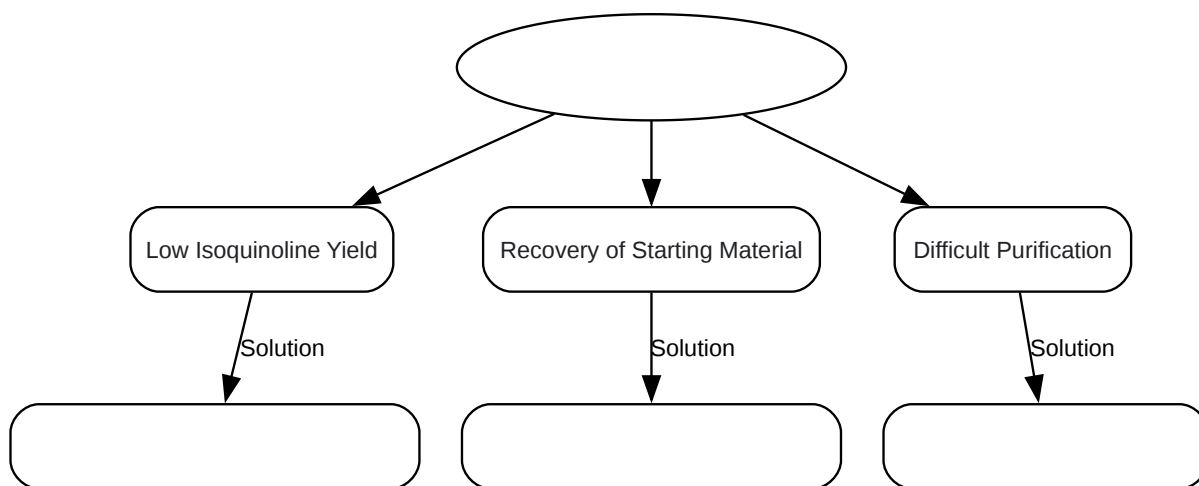 Low Isoquinoline Yield
Recovery of Starting Material
Difficult Purification
Solution
Solution
Solution